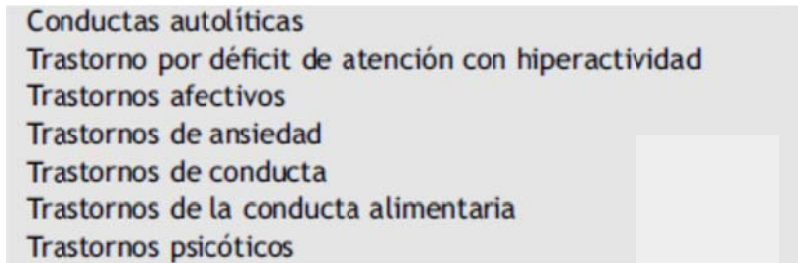 Conductas autolíticas
Trastorno por déficit de atención con hiperactividad
Trastornos afectivos
Trastornos de ansiedad
Trastornos de conducta
Trastornos de la conducta alimentaria
Trastornos psicóticos